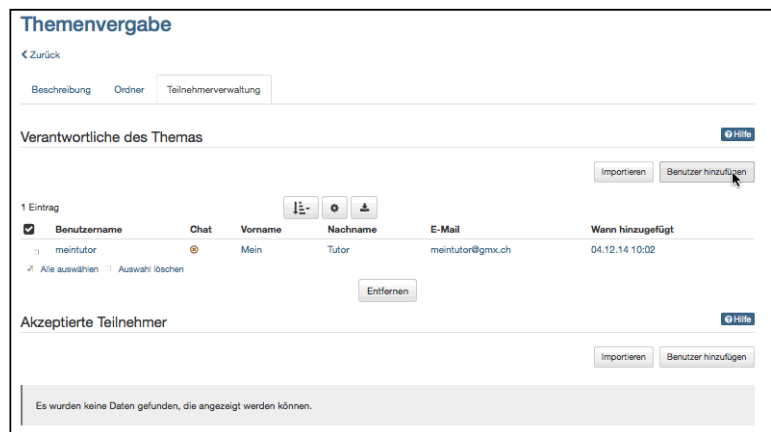 Themenvergabe
Zurück
Beschreibung Ordner Teilnehmerverwaltung
Verantwortliche des Themas Hilfe
Importieren Benutzer hinzufügen
1 Eintrag
Benutzername Chat Vorname Nachname E-Mail Wann hinzugefügt
meintutor Mein Tutor meintutor@gmx.ch 04.12.14 10:02
Alle auswählen Auswahl löschen
Entfernen
Akzeptierte Teilnehmer Hilfe
Importieren Benutzer hinzufügen
Es wurden keine Daten gefunden, die angezeigt werden können.